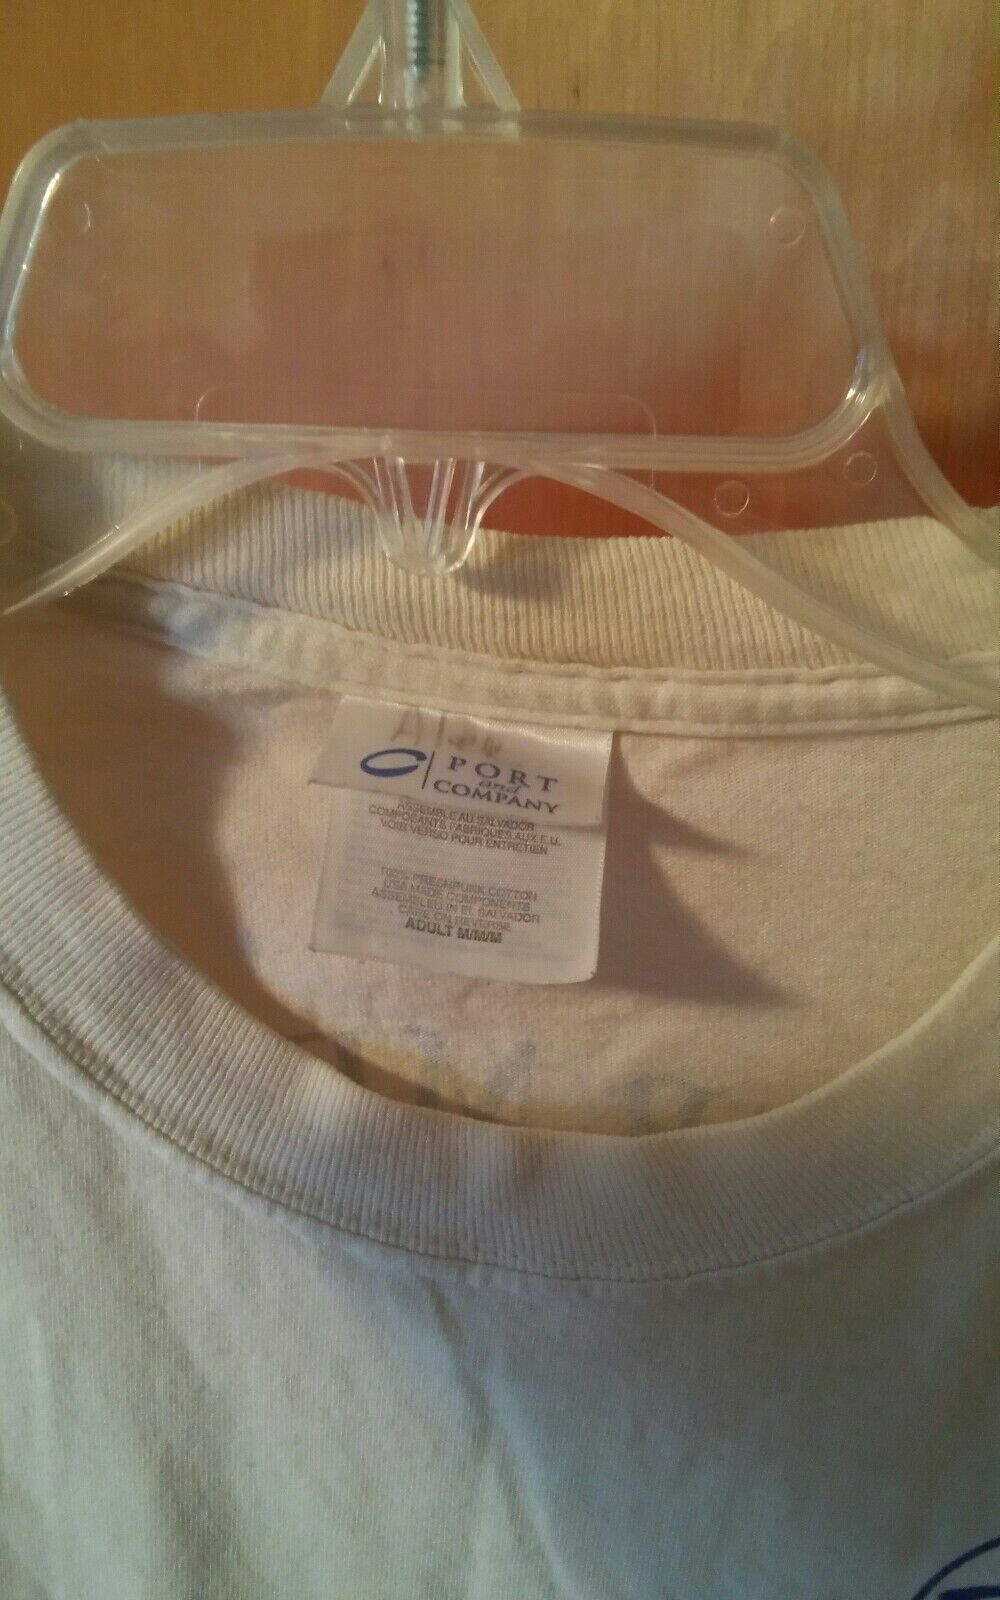 PORT
and
COMPANY
ASSEMBLE AU SALVADOR
COMPOSANTS FABRIQUES AUX E.U.
VOIR VERSO POUR ENTRETIEN
100% PRESHRUNK COTTON
USA MADE COMPONENTS
ASSEMBLED IN EL SALVADOR
CARE ON REVERSE
ADULT M/M/M